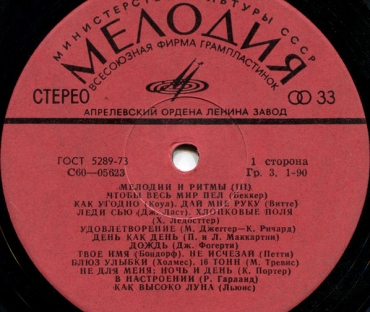 МИНИСТЕРСТВО КУЛЬТУРЫ СССР
МЕЛОДИЯ
ВСЕСОЮЗНАЯ ФИРМА ГРАМПЛАСТИНОК
СТЕРЕО
33
АПРЕЛЕВСКИЙ ОРДЕНА ЛЕНИНА ЗАВОД
ГОСТ 5289-73
1 сторона
С60—05623
Гр. 3. 1-90
МЕЛОДИИ И РИТМЫ (III)
ЧТОБЫ ВЕСЬ МИР ПЕЛ (Беккер)
КАК УГОДНО (Коул). ДАЙ МНЕ РУКУ (Витте)
ЛЕДИ СЬЮ (Дж. Ласт). ХЛОПКОВЫЕ ПОЛЯ
(Х. Ледбеттер)
УДОВЛЕТВОРЕНИЕ (М. Джеггер—К. Ричард)
ДЕНЬ КАК ДЕНЬ (П. и Л. Маккартни)
ДОЖДЬ (Дж. Фогерти)
ТВОЕ ИМЯ (Бондорф). НЕ ИСЧЕЗАЙ (Петти)
БЛЮЗ УЛЫБКИ (Холмес). 16 ТОНН (М. Тревис)
НЕ ДЛЯ МЕНЯ; НОЧЬ И ДЕНЬ (К. Портер)
В НАСТРОЕНИИ (Р. Гарланд)
КАК ВЫСОКО ЛУНА (Льюис)